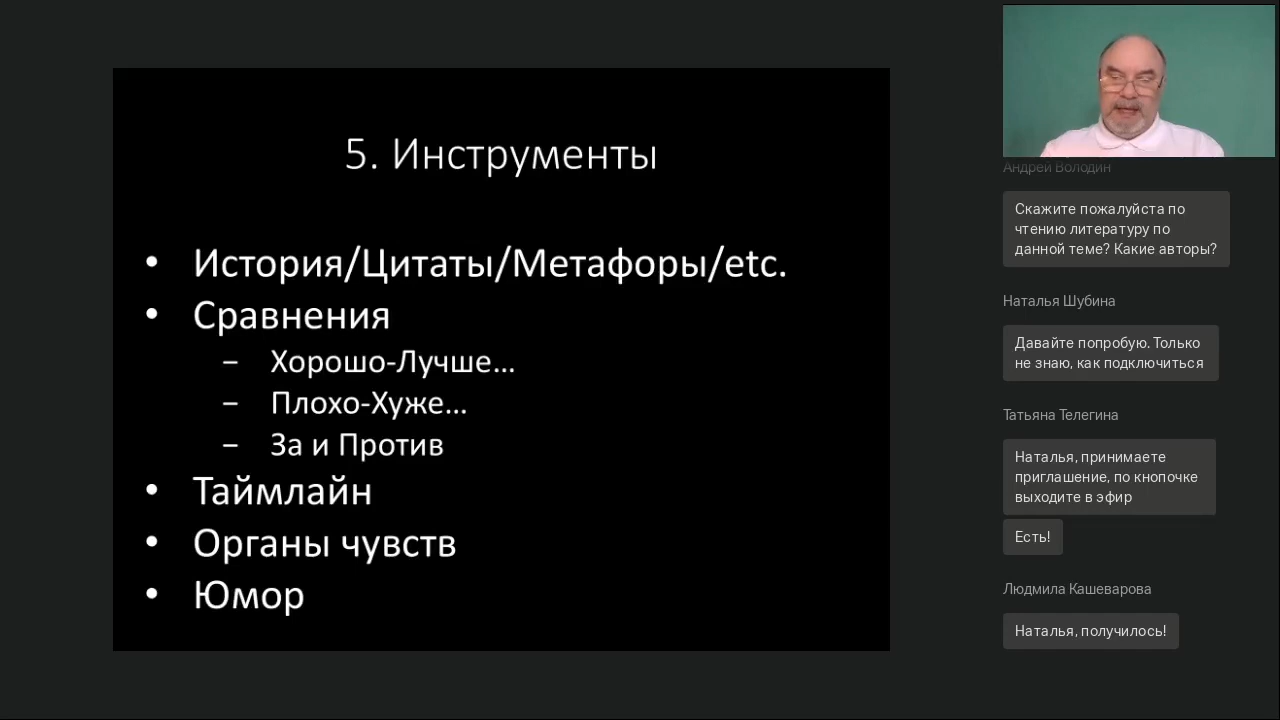 5. Инструменты
• История/Цитаты/Метафоры/etc.
• Сравнения
– Хорошо-Лучше...
– Плохо-Хуже...
– За и Против
• Таймлайн
• Органы чувств
• Юмор
Андрей Володин
Скажите пожалуйста по
чтению литературу по
данной теме? Какие авторы?
Наталья Шубина
Давайте попробую. Только
не знаю, как подключиться
Татьяна Телегина
Наталья, принимаете
приглашение, по кнопочке
выходите в эфир
Есть!
Людмила Кашеварова
Наталья, получилось!